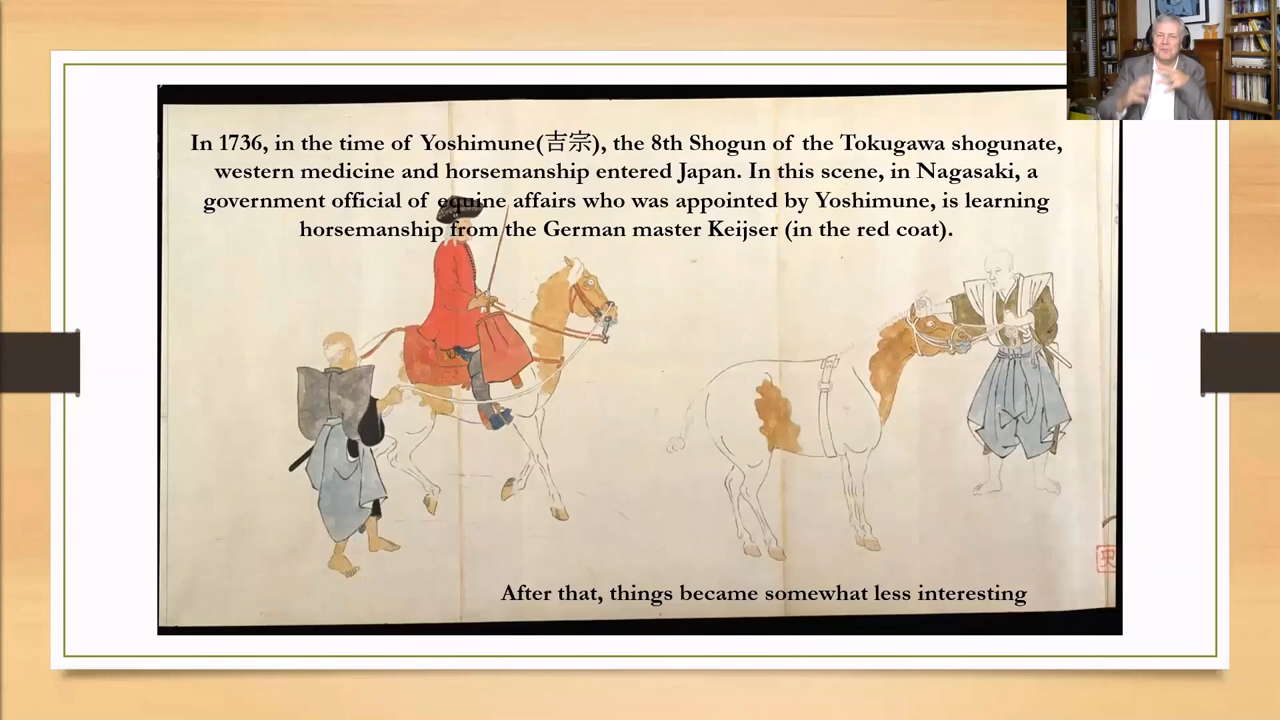 In 1736, in the time of Yoshimune(吉宗), the 8th Shogun of the Tokugawa shogunate,
western medicine and horsemanship entered Japan. In this scene, in Nagasaki, a
government official of equine affairs who was appointed by Yoshimune, is learning
horsemanship from the German master Keijser (in the red coat).
After that, things became somewhat less interesting